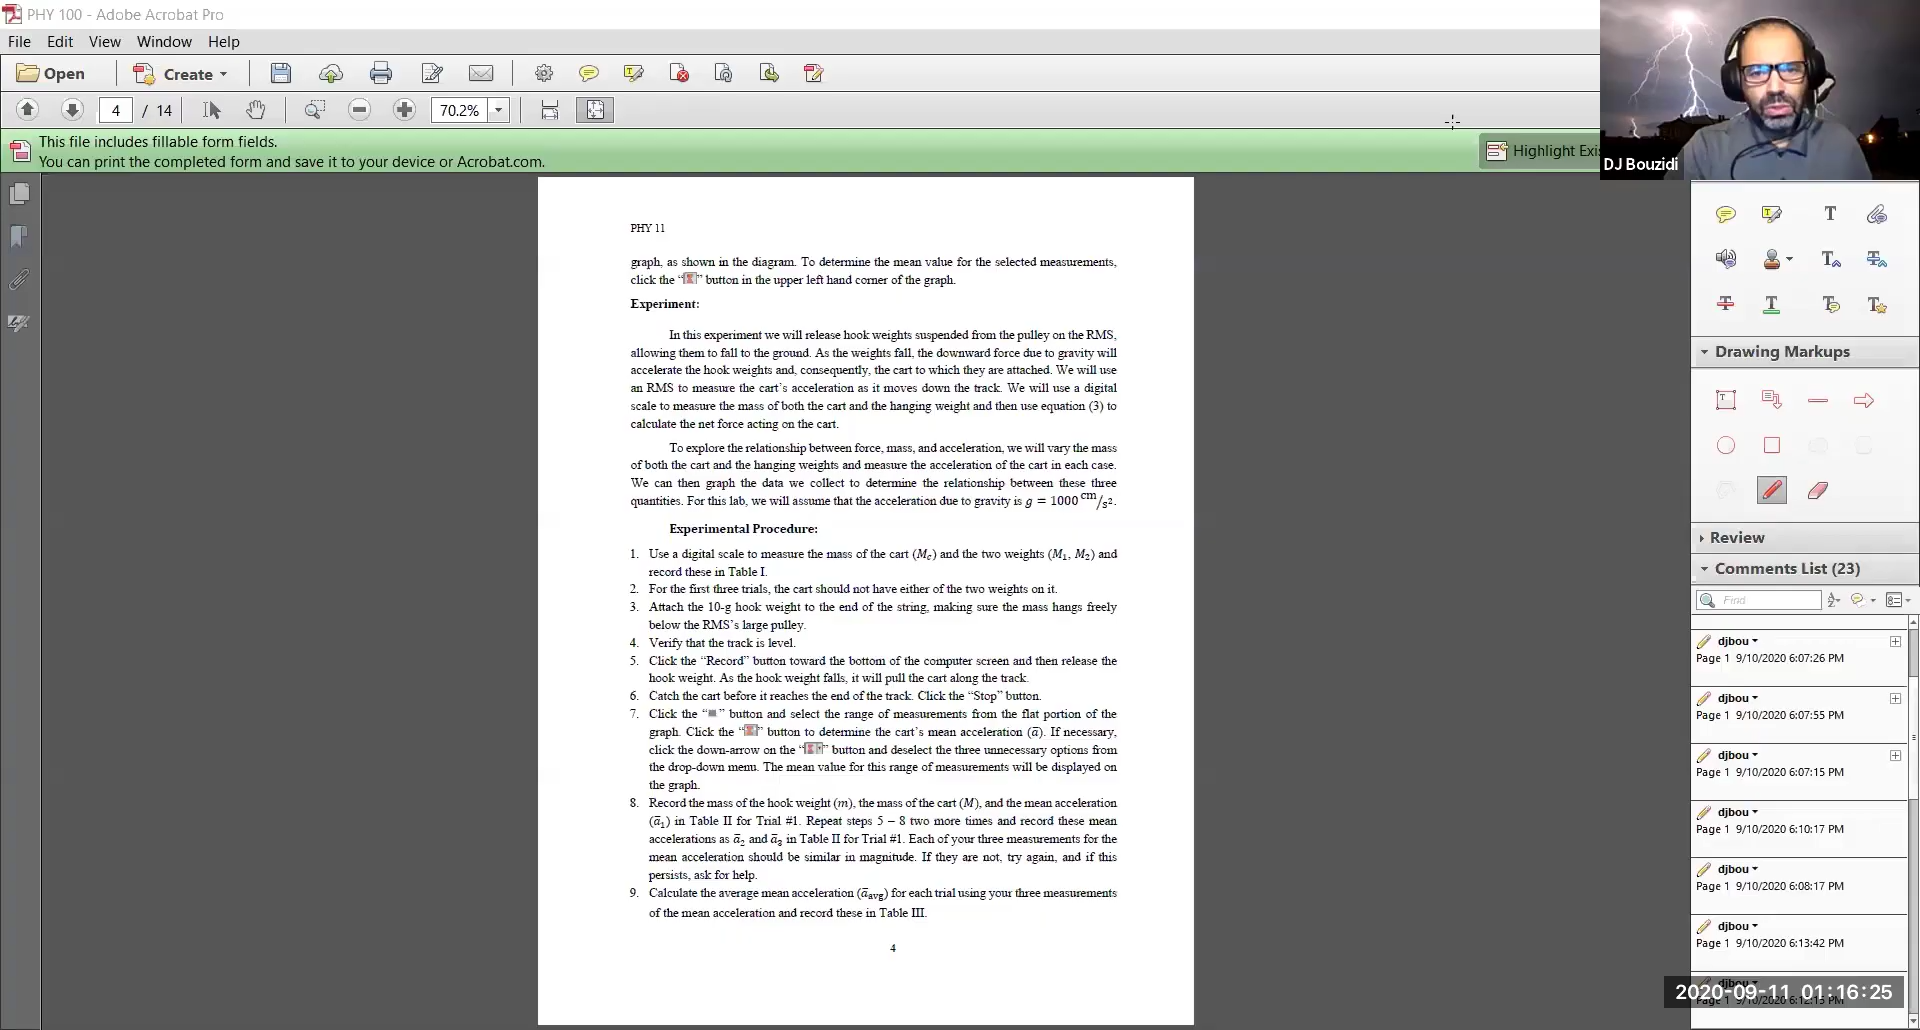 PHY 100 - Adobe Acrobat Pro
File Edit View Window Help
Open Create
4 / 14 70.2%
This file includes fillable form fields.
You can print the completed form and save it to your device or Acrobat.com.
Highlight Exi
DJ Bouzidi
PHY 11
graph, as shown in the diagram. To determine the mean value for the selected measurements,
click the “ ” button in the upper left hand corner of the graph.
Experiment:
In this experiment we will release hook weights suspended from the pulley on the RMS,
allowing them to fall to the ground. As the weights fall, the downward force due to gravity will
accelerate the hook weights and, consequently, the cart to which they are attached. We will use
an RMS to measure the cart’s acceleration as it moves down the track. We will use a digital
scale to measure the mass of both the cart and the hanging weight and then use equation (3) to
calculate the net force acting on the cart.
To explore the relationship between force, mass, and acceleration, we will vary the mass
of both the cart and the hanging weights and measure the acceleration of the cart in each case.
We can then graph the data we collect to determine the relationship between these three
quantities. For this lab, we will assume that the acceleration due to gravity is g = 1000 cm/s².
Experimental Procedure:
1. Use a digital scale to measure the mass of the cart (M_c) and the two weights (M₁, M₂) and
record these in Table I.
2. For the first three trials, the cart should not have either of the two weights on it.
3. Attach the 10-g hook weight to the end of the string, making sure the mass hangs freely
below the RMS’s large pulley.
4. Verify that the track is level.
5. Click the “Record” button toward the bottom of the computer screen and then release the
hook weight. As the hook weight falls, it will pull the cart along the track.
6. Catch the cart before it reaches the end of the track. Click the “Stop” button.
7. Click the “ ” button and select the range of measurements from the flat portion of the
graph. Click the “ ” button to determine the cart’s mean acceleration (ā). If necessary,
click the down-arrow on the “ ” button and deselect the three unnecessary options from
the drop-down menu. The mean value for this range of measurements will be displayed on
the graph.
8. Record the mass of the hook weight (m), the mass of the cart (M), and the mean acceleration
(ā₁) in Table II for Trial #1. Repeat steps 5 – 8 two more times and record these mean
accelerations as ā₂ and ā₃ in Table II for Trial #1. Each of your three measurements for the
mean acceleration should be similar in magnitude. If they are not, try again, and if this
persists, ask for help.
9. Calculate the average mean acceleration (ā_avg) for each trial using your three measurements
of the mean acceleration and record these in Table III.
4
Drawing Markups
Review
Comments List (23)
Find
djbou
Page 1 9/10/2020 6:07:26 PM
djbou
Page 1 9/10/2020 6:07:55 PM
djbou
Page 1 9/10/2020 6:07:15 PM
djbou
Page 1 9/10/2020 6:10:17 PM
djbou
Page 1 9/10/2020 6:08:17 PM
djbou
Page 1 9/10/2020 6:13:42 PM
djbou
2020-09-11 01:16:25